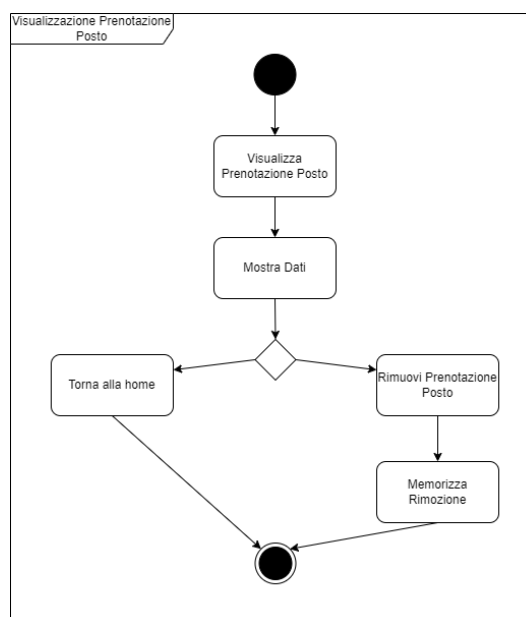 Visualizzazione Prenotazione
Posto
Visualizza
Prenotazione Posto
Mostra Dati
Torna alla home
Rimuovi Prenotazione
Posto
Memorizza
Rimozione